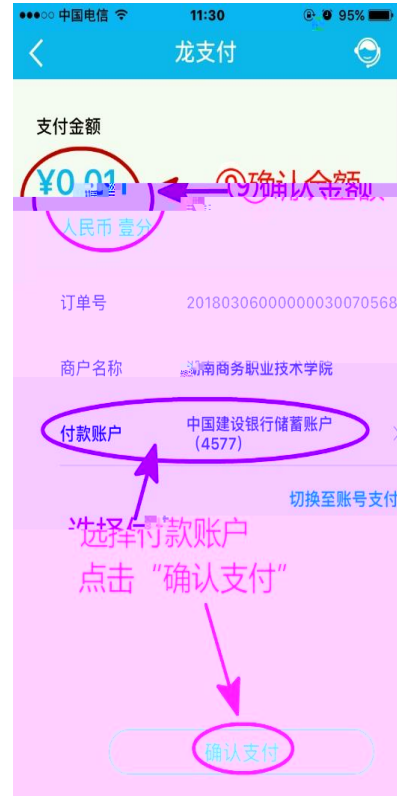 中国电信 11:30 95%
龙支付
支付金额
¥0.01
⑨确认金额
人民币 壹分
订单号 20180306000000030070568
商户名称 湖南商务职业技术学院
付款账户 中国建设银行储蓄账户
(4577)
切换至账号支付
选择付款账户
点击“确认支付”
确认支付